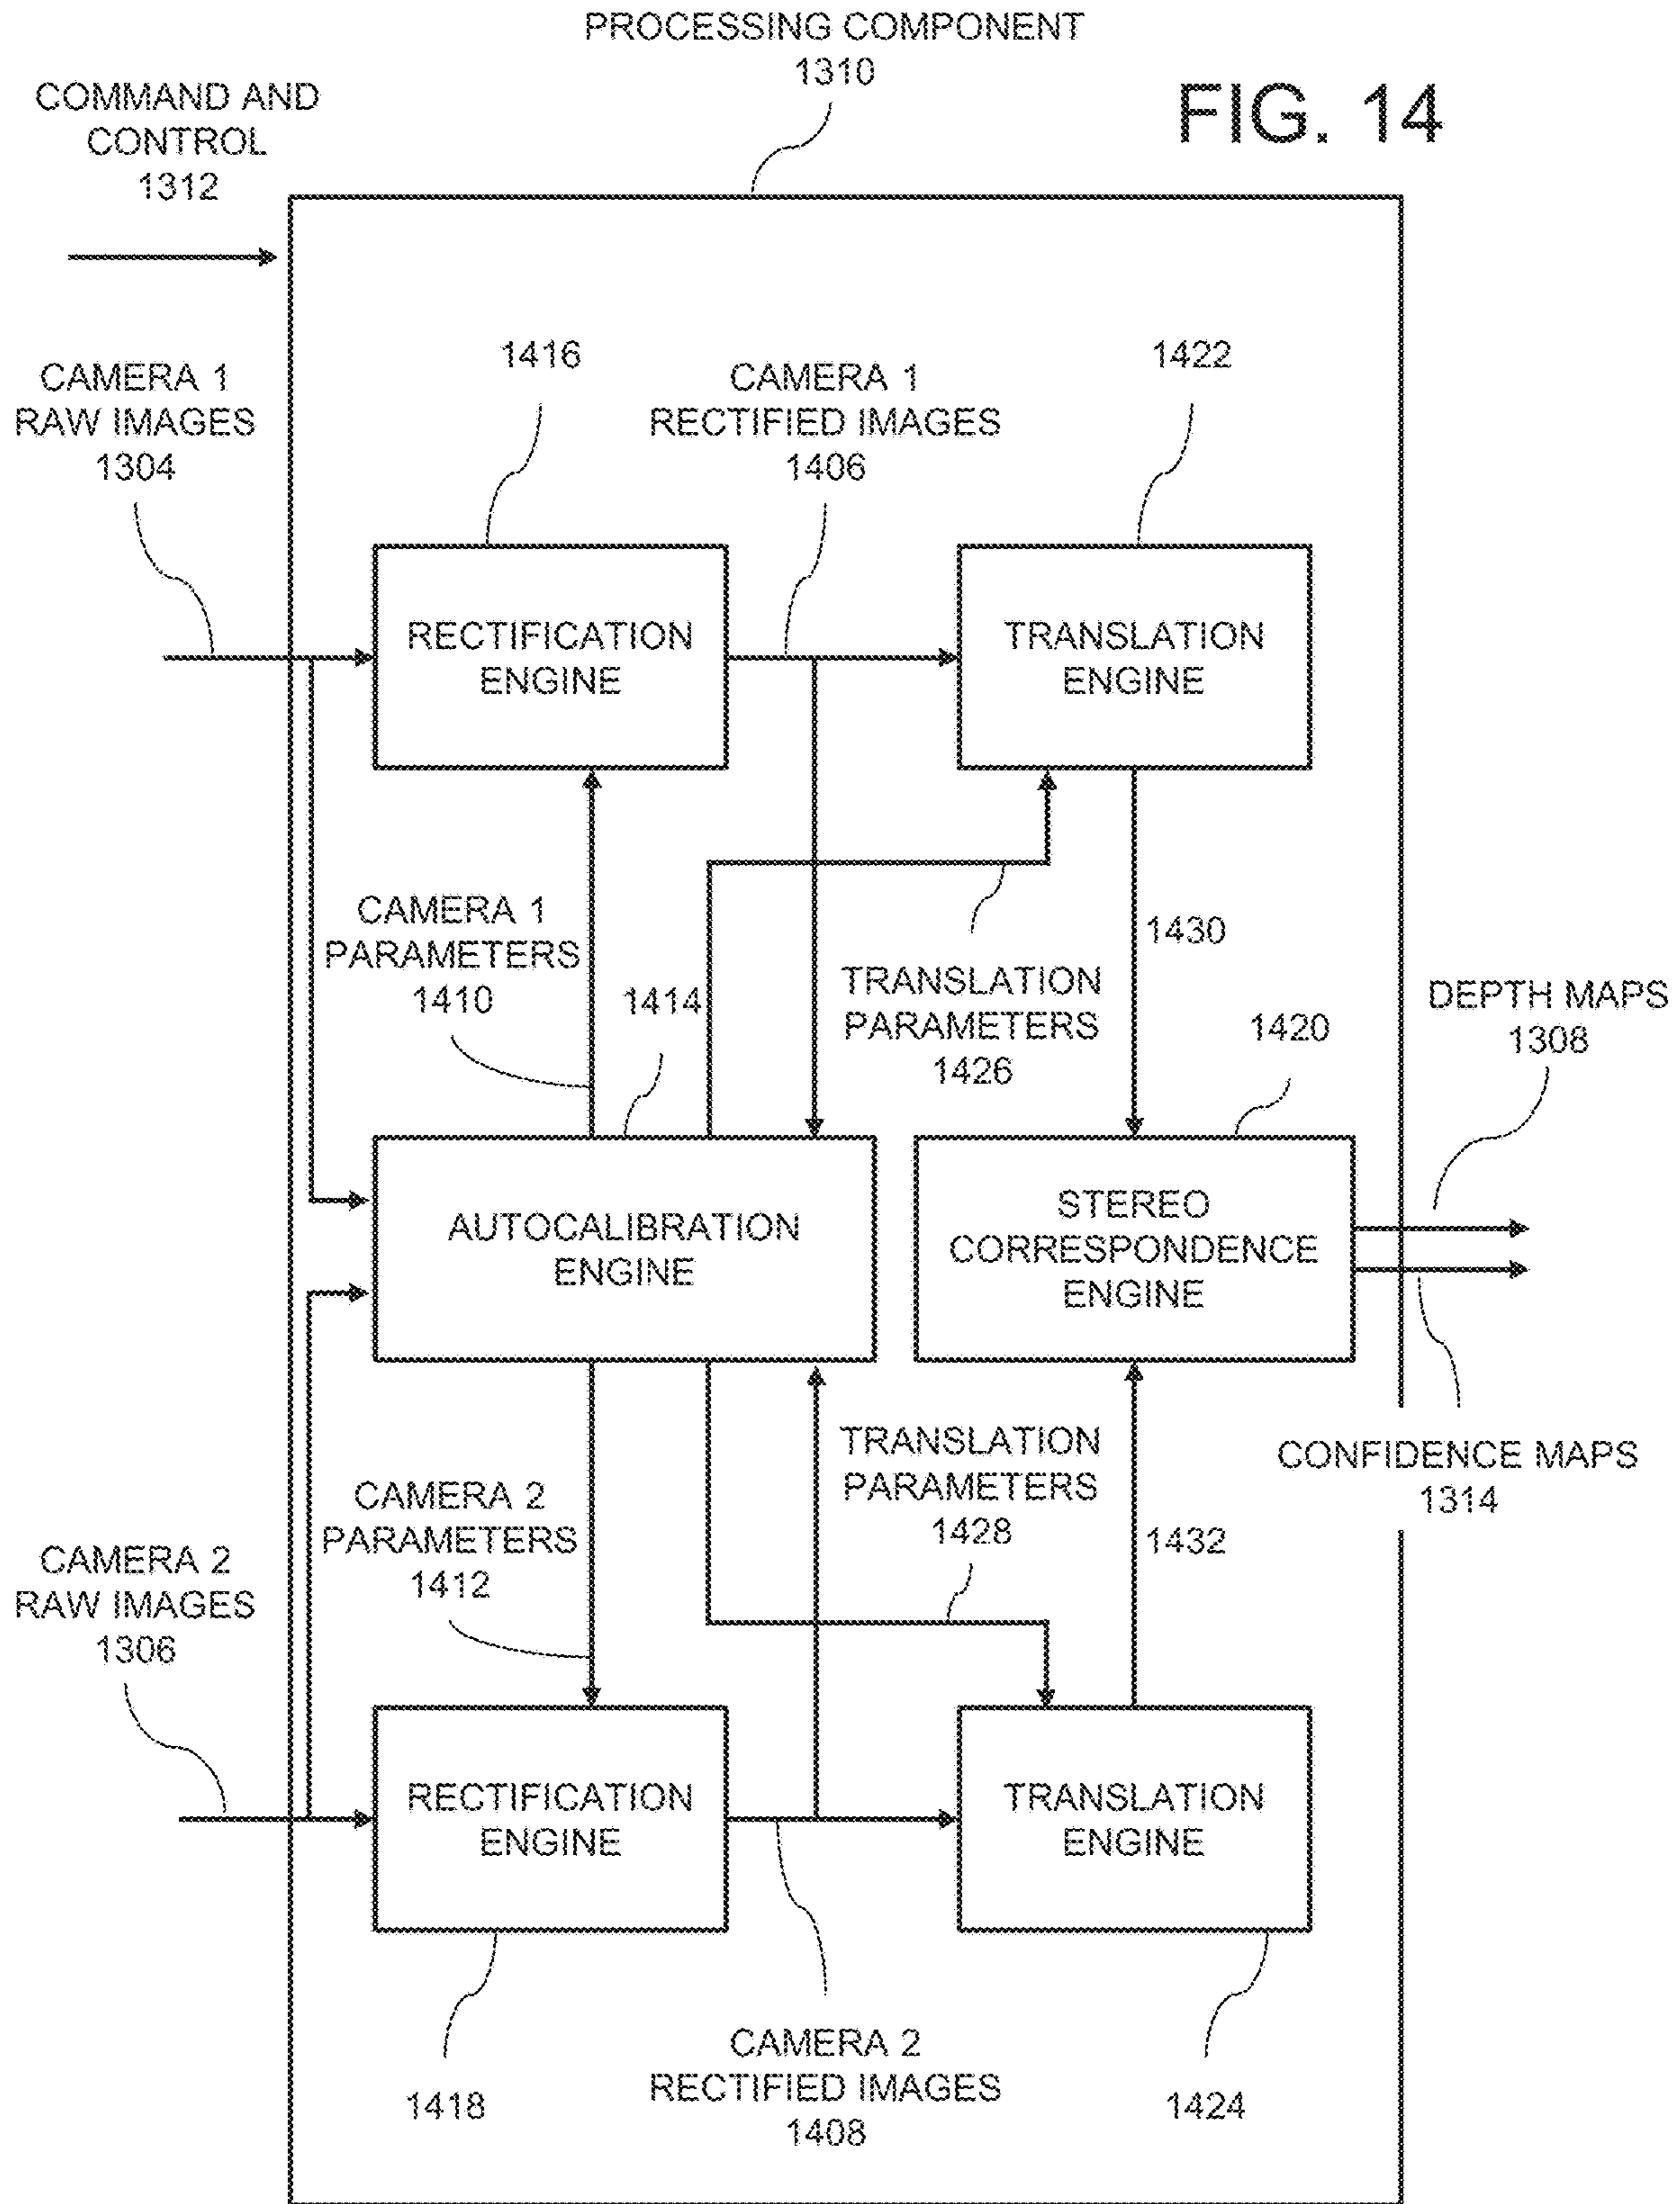 PROCESSING COMPONENT
1310
FIG. 14
COMMAND AND
CONTROL
1312
1416
1422
CAMERA 1
RAW IMAGES
1304
CAMERA 1
RECTIFIED IMAGES
1406
RECTIFICATION
ENGINE
TRANSLATION
ENGINE
CAMERA 1
PARAMETERS
1410
1414
1430
TRANSLATION
PARAMETERS
1426
1420
DEPTH MAPS
1308
AUTOCALIBRATION
ENGINE
STEREO
CORRESPONDENCE
ENGINE
TRANSLATION
PARAMETERS
1428
CONFIDENCE MAPS
1314
CAMERA 2
PARAMETERS
1412
1432
CAMERA 2
RAW IMAGES
1306
RECTIFICATION
ENGINE
TRANSLATION
ENGINE
CAMERA 2
RECTIFIED IMAGES
1408
1418
1424